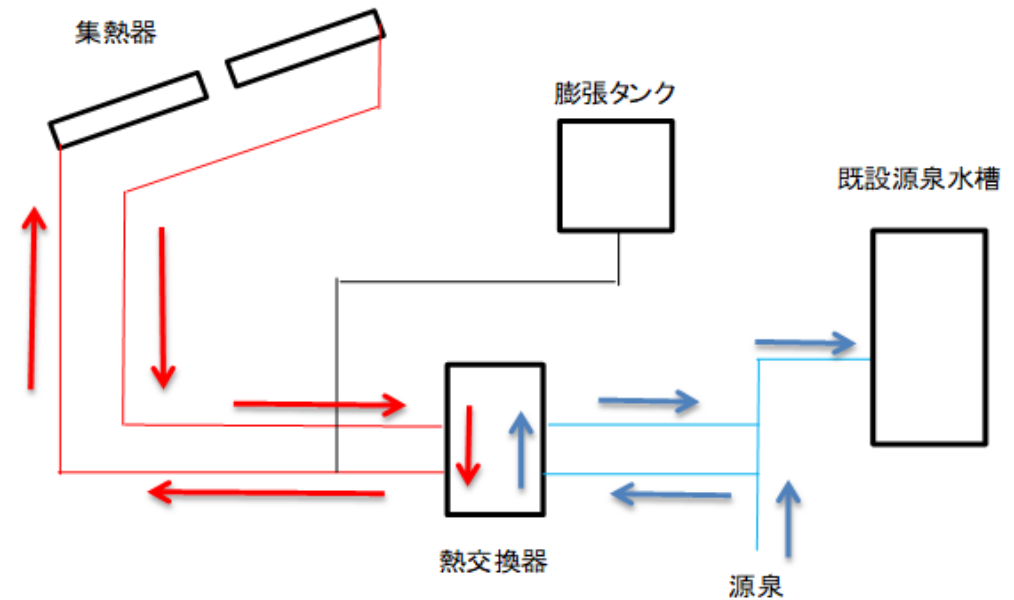 集熱器
膨張タンク
既設源泉水槽
熱交換器
源泉